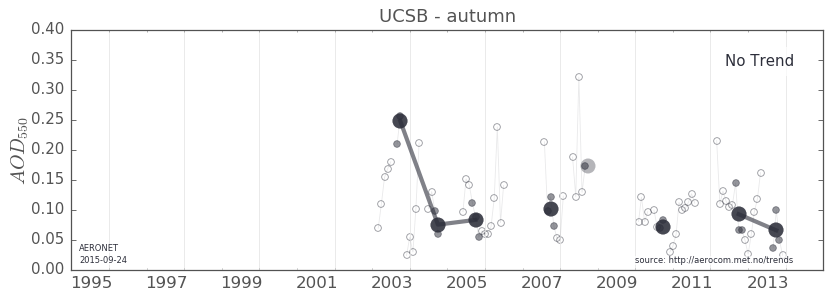 UCSB - autumn
0.40
0.35
0.30
0.25
0.20
0.15
0.10
0.05
0.00
AOD550
No Trend
AERONET
2015-09-24
source: http://aerocom.met.no/trends
1995 1997 1999 2001 2003 2005 2007 2009 2011 2013